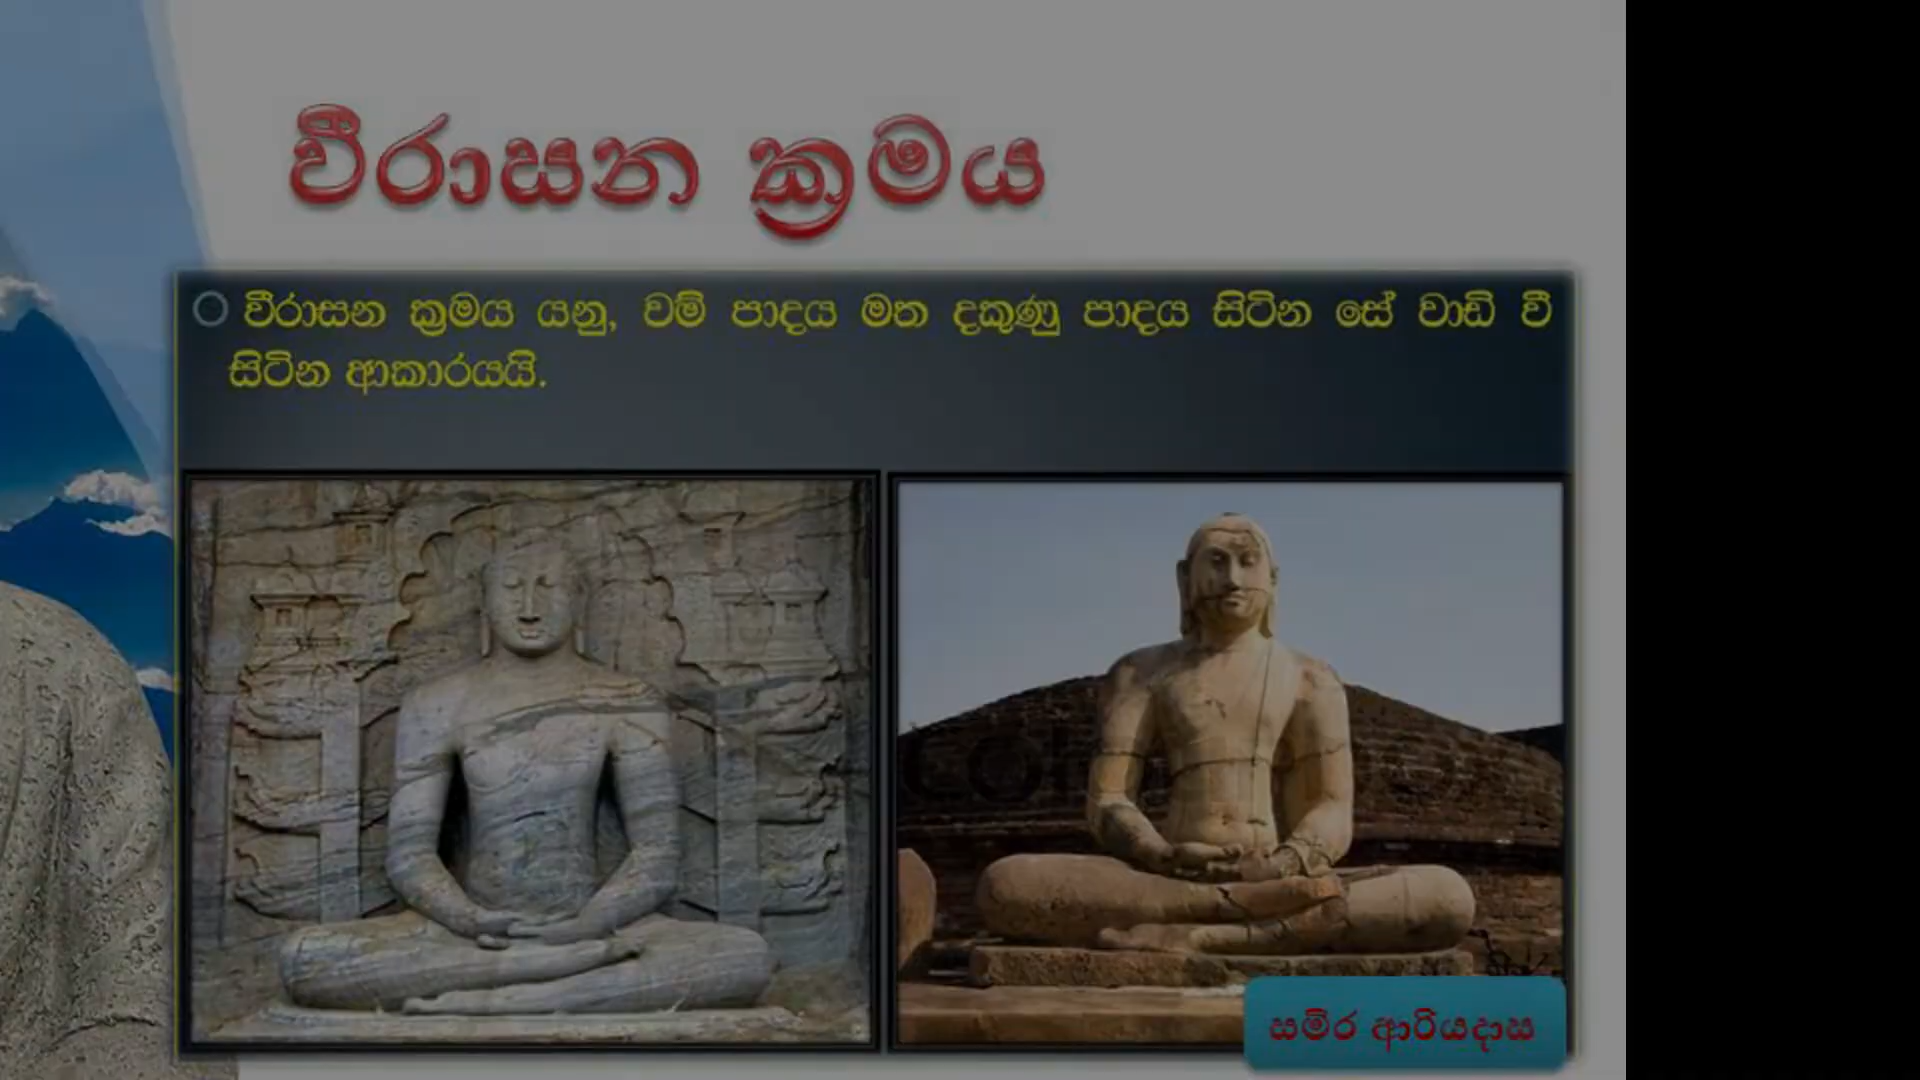 වීරාසන ක්‍රමය
වීරාසන ක්‍රමය යනු, වම් පාදය මත දකුණු පාදය සිටින සේ වාඩි වී
සිටින ආකාරයයි.
සමීර ආරියදාස